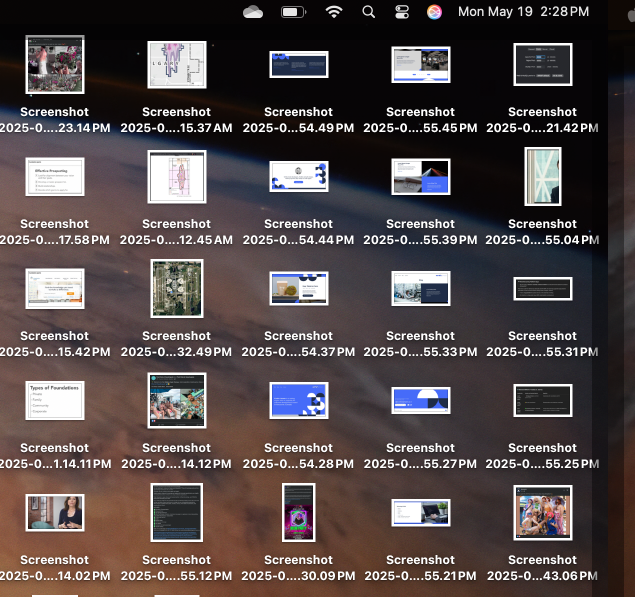 Mon May 19 2:28 PM
Screenshot
2025-0....23.14 PM
Screenshot
2025-0....15.37 AM
Screenshot
2025-0....54.49 PM
Screenshot
2025-0....55.45 PM
Screenshot
2025-0....21.42 PM
Effective Prospecting
Screenshot
2025-0....17.58 PM
Screenshot
2025-0....12.45 AM
Screenshot
2025-0....54.44 PM
Screenshot
2025-0....55.39 PM
Screenshot
2025-0....55.04 PM
Screenshot
2025-0....15.42 PM
Screenshot
2025-0...32.49 PM
Screenshot
2025-0....54.37 PM
Screenshot
2025-0....55.33 PM
Screenshot
2025-0....55.31 PM
Types of Foundations
Private
Family
Community
Corporate
Screenshot
2025-0...1.14.11 PM
Screenshot
2025-0....14.12 PM
Screenshot
2025-0....54.28 PM
Screenshot
2025-0....55.27 PM
Screenshot
2025-0....55.25 PM
Screenshot
2025-0....14.02 PM
Screenshot
2025-0....55.12 PM
Screenshot
2025-0...30.09 PM
Screenshot
2025-0....55.21 PM
Screenshot
2025-0...43.06 PM